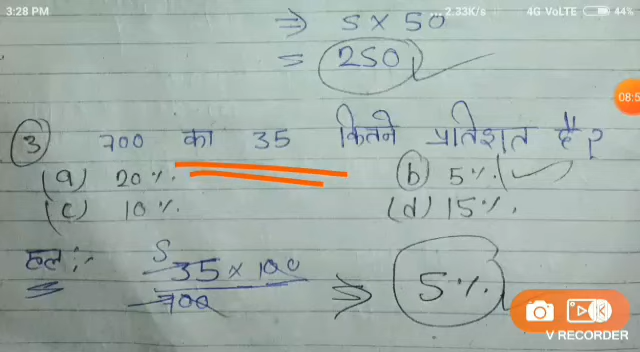 3:28 PM ...2.33K/s 4G VoLTE 44%
⇒ 5 × 50
= 250
08:5
3 700 का 35 कितने प्रतिशत है?
(a) 20%. (b) 5%.
(c) 10%. (d) 15%.
हल:- 5
35 × 100
700
⇒ 5%.
V RECORDER